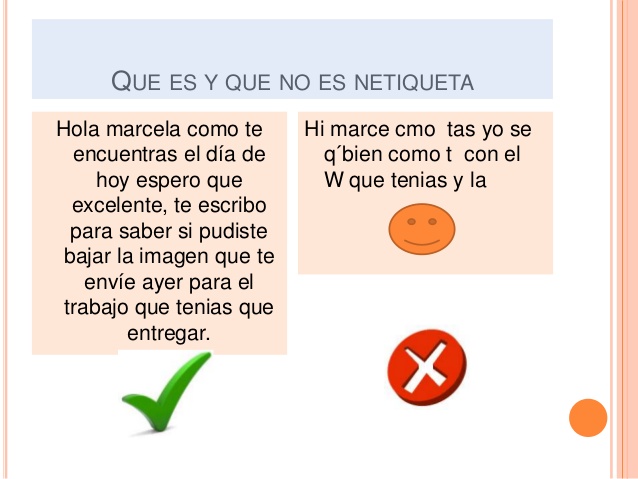 QUE ES Y QUE NO ES NETIQUETA
Hola marcela como te
encuentras el día de
hoy espero que
excelente, te escribo
para saber si pudiste
bajar la imagen que te
envíe ayer para el
trabajo que tenias que
entregar.
Hi marce cmo tas yo se
q´bien como t con el
W que tenias y la